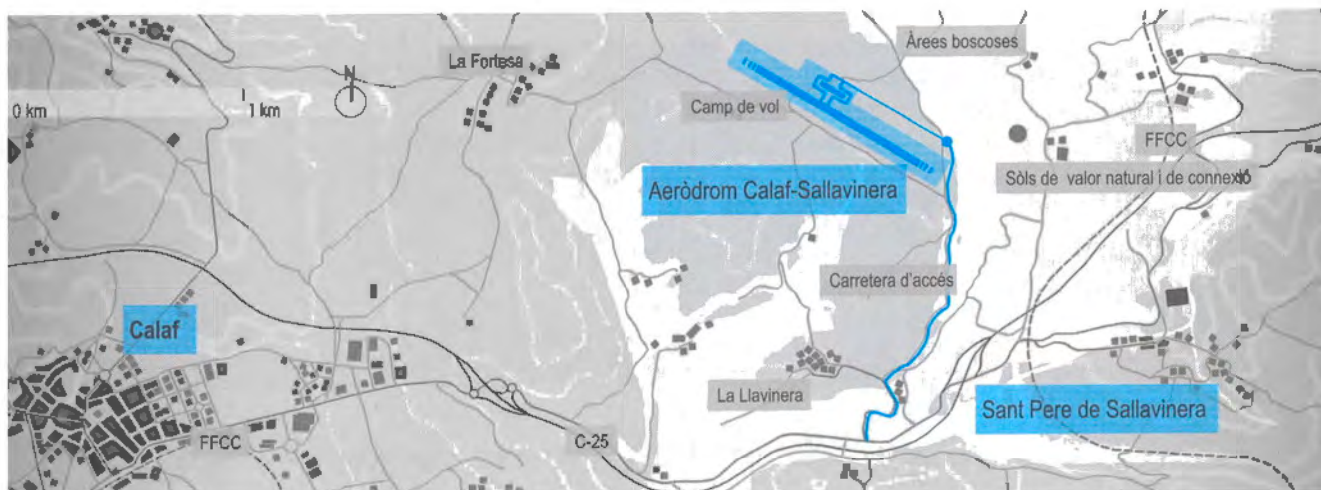 Àrees boscoses
La Fortesa
N
0 km
1 km
Camp de vol
FFCC
Sòls de valor natural i de connexió
Aeròdrom Calaf-Sallavinera
Carretera d'accés
Calaf
La Llavinera
Sant Pere de Sallavinera
FFCC
C-25